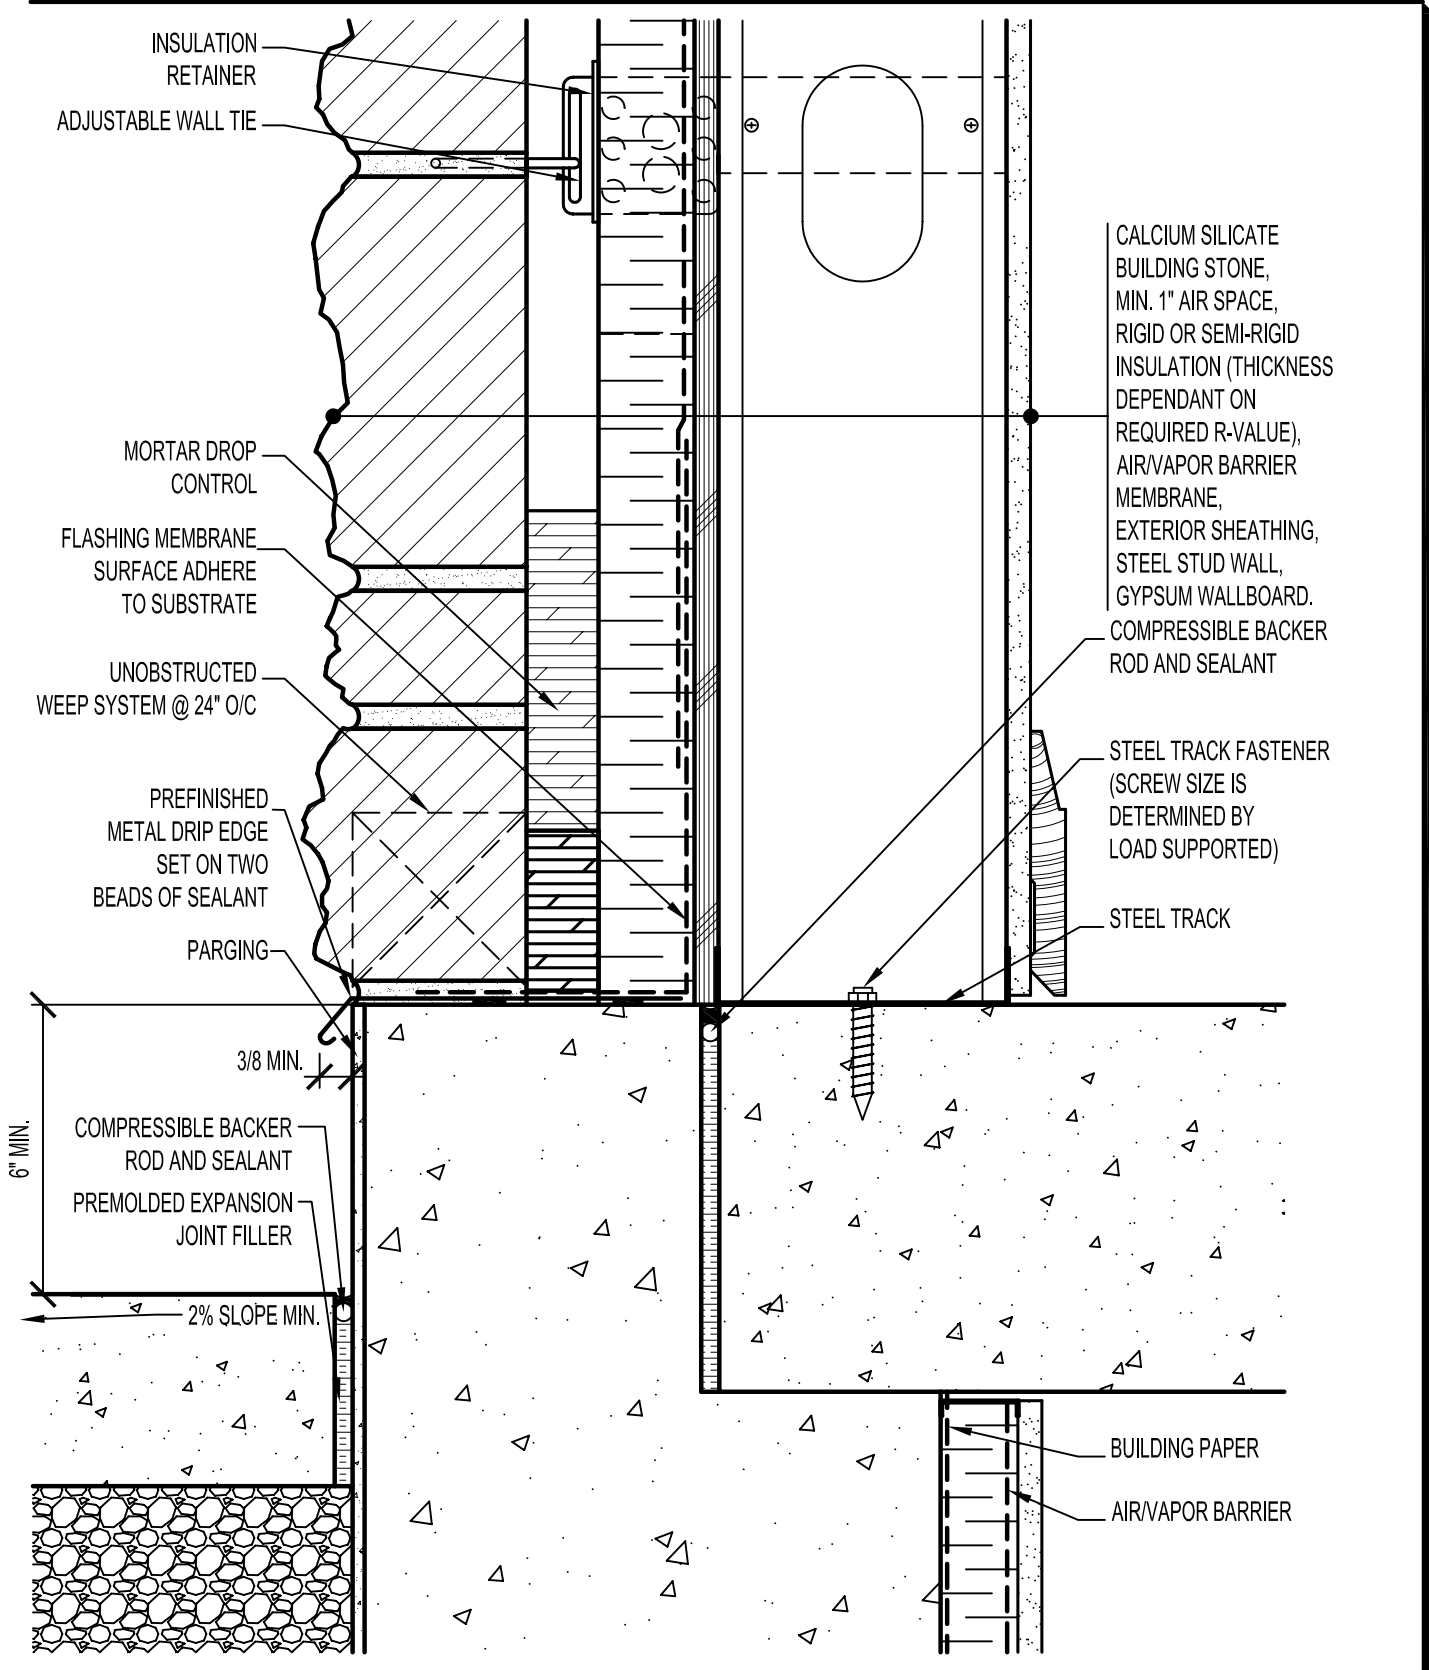 INSULATION
RETAINER
ADJUSTABLE WALL TIE
MORTAR DROP
CONTROL
FLASHING MEMBRANE
SURFACE ADHERE
TO SUBSTRATE
UNOBSTRUCTED
WEEP SYSTEM @ 24" O/C
PREFINISHED
METAL DRIP EDGE
SET ON TWO
BEADS OF SEALANT
PARGING
3/8 MIN.
6" MIN.
COMPRESSIBLE BACKER
ROD AND SEALANT
PREMOLDED EXPANSION
JOINT FILLER
2% SLOPE MIN.
CALCIUM SILICATE
BUILDING STONE,
MIN. 1" AIR SPACE,
RIGID OR SEMI-RIGID
INSULATION (THICKNESS
DEPENDANT ON
REQUIRED R-VALUE),
AIR/VAPOR BARRIER
MEMBRANE,
EXTERIOR SHEATHING,
STEEL STUD WALL,
GYPSUM WALLBOARD.
COMPRESSIBLE BACKER
ROD AND SEALANT
STEEL TRACK FASTENER
(SCREW SIZE IS
DETERMINED BY
LOAD SUPPORTED)
STEEL TRACK
BUILDING PAPER
AIR/VAPOR BARRIER